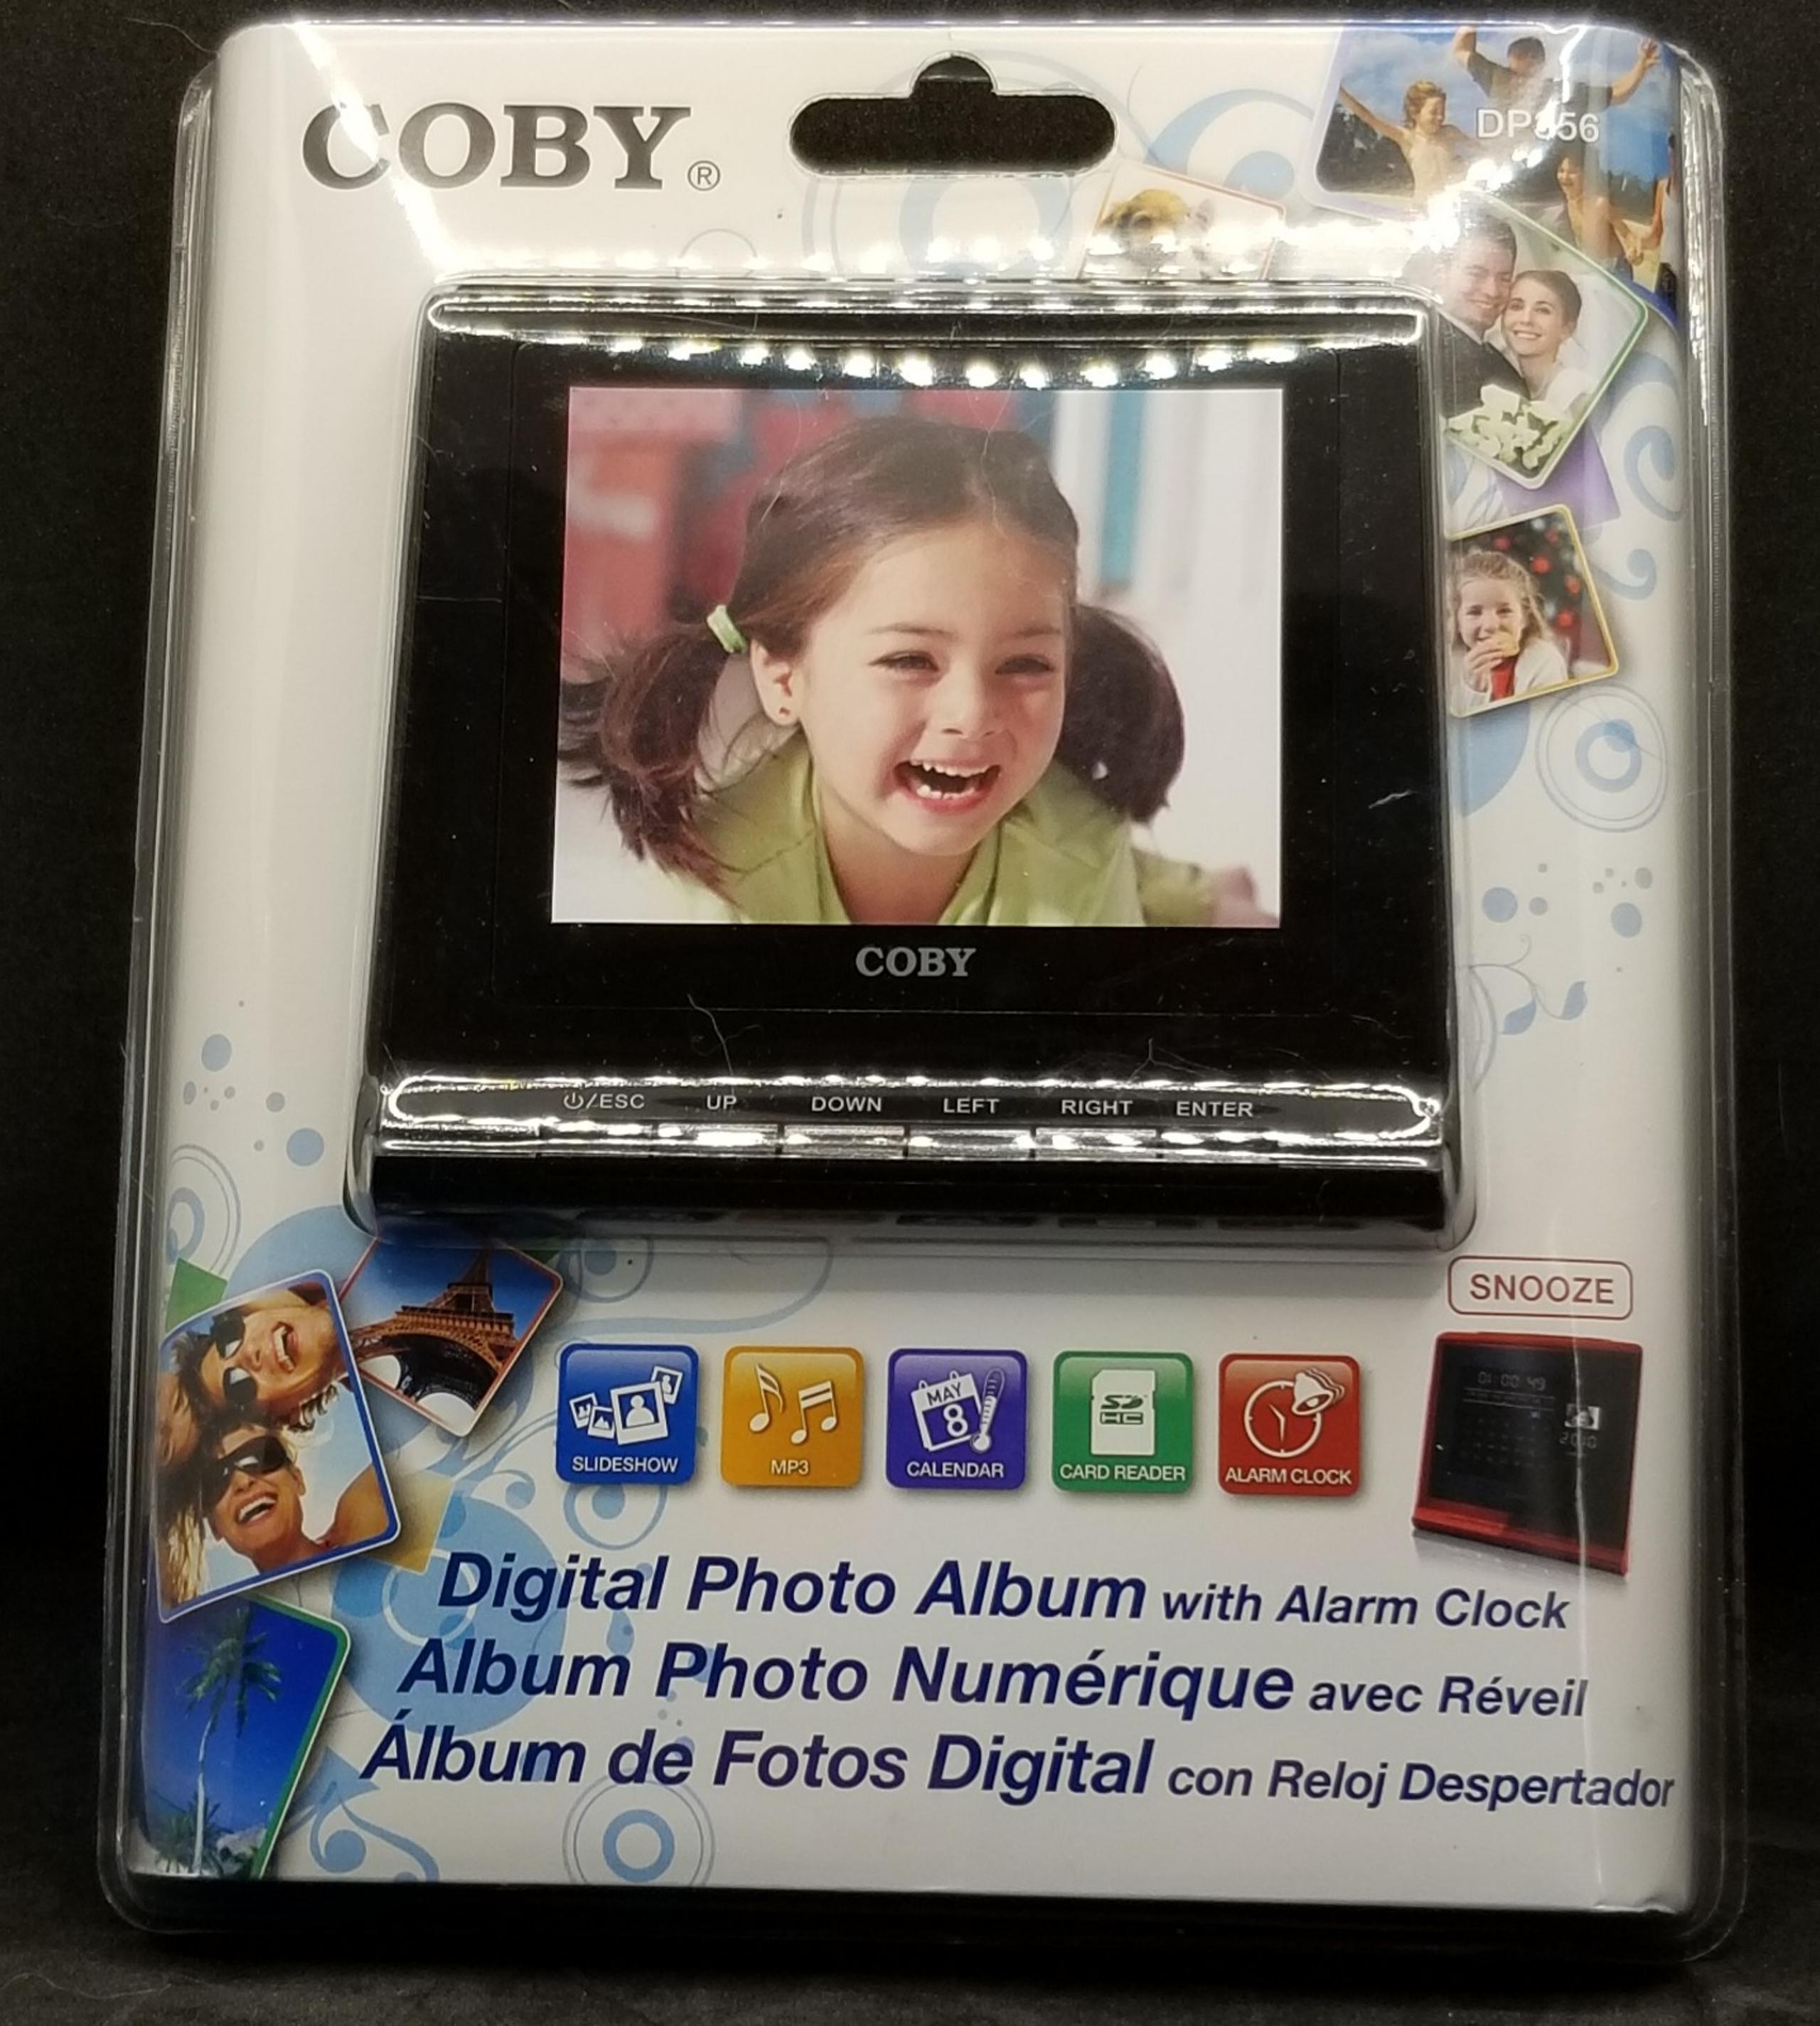 COBY®
DP356
COBY
⏻/ESC UP DOWN LEFT RIGHT ENTER
SNOOZE
MAY
8
SD
HC
SLIDESHOW MP3 CALENDAR CARD READER ALARM CLOCK
2010
Digital Photo Album with Alarm Clock
Album Photo Numérique avec Réveil
Álbum de Fotos Digital con Reloj Despertador